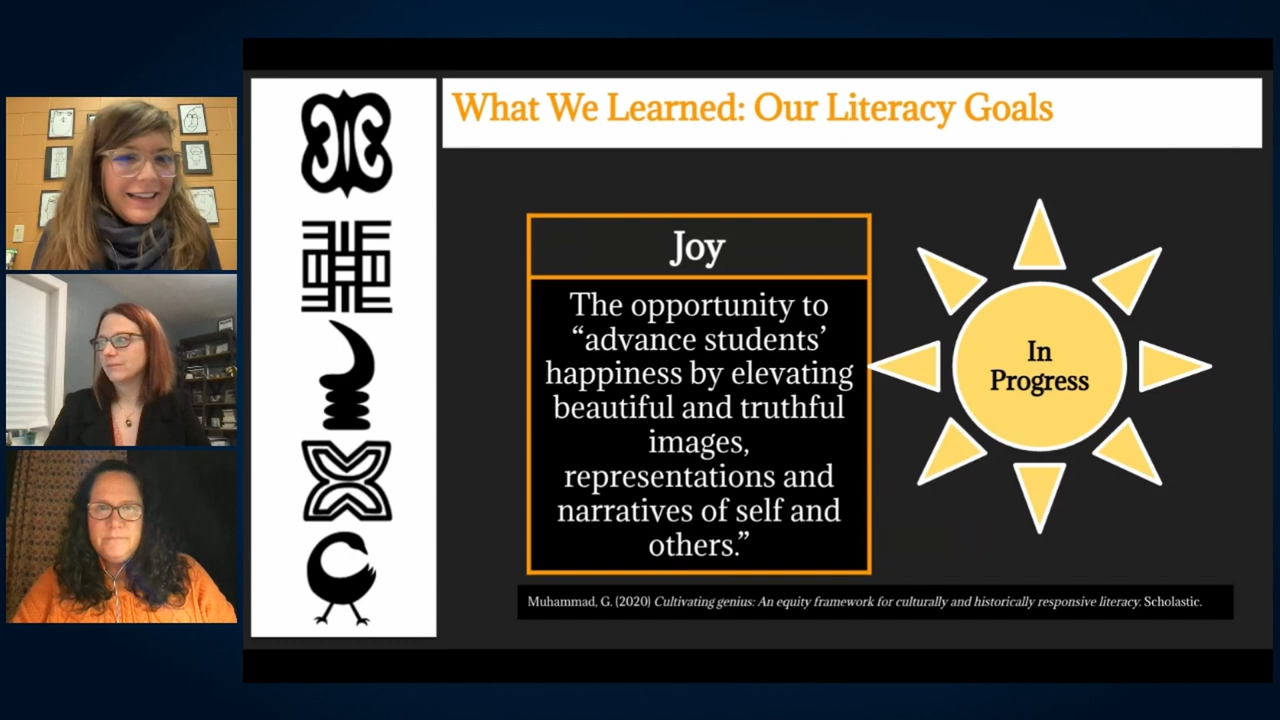 What We Learned: Our Literacy Goals
Joy
The opportunity to
“advance students’
happiness by elevating
beautiful and truthful
images,
representations and
narratives of self and
others.”
In
Progress
Muhammad, G. (2020) Cultivating genius: An equity framework for culturally and historically responsive literacy. Scholastic.